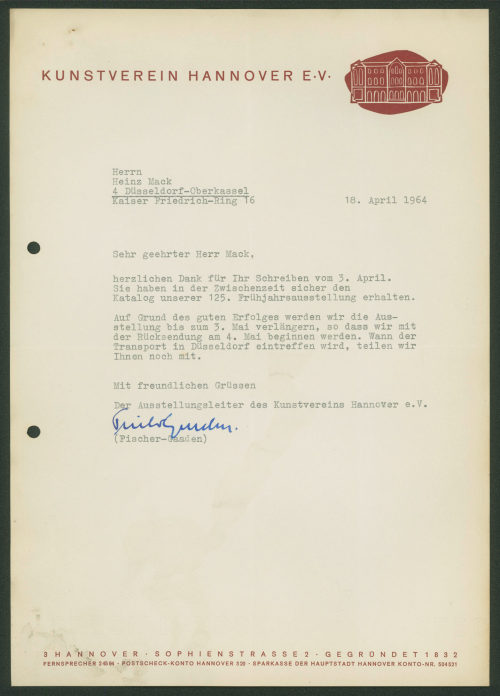 KUNSTVEREIN HANNOVER E·V·
Herrn
Heinz Mack
4 Düsseldorf-Oberkassel
Kaiser Friedrich-Ring 16
18. April 1964
Sehr geehrter Herr Mack,
herzlichen Dank für Ihr Schreiben vom 3. April.
Sie haben in der Zwischenzeit sicher den
Katalog unserer 125. Frühjahrsausstellung erhalten.
Auf Grund des guten Erfolges werden wir die Aus-
stellung bis zum 3. Mai verlängern, so dass wir mit
der Rücksendung am 4. Mai beginnen werden. Wann der
Transport in Düsseldorf eintreffen wird, teilen wir
Ihnen noch mit.
Mit freundlichen Grüssen
Der Ausstellungsleiter des Kunstvereins Hannover e.V.
(Fischer-Gaaden)
3 HANNOVER · SOPHIENSTRASSE 2 · GEGRÜNDET 1832
FERNSPRECHER · POSTSCHECK-KONTO HANNOVER · SPARKASSE DER HAUPTSTADT HANNOVER KONTO-NR.